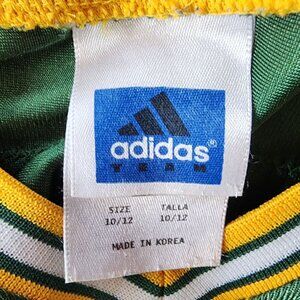 adidas®
TEAM
SIZE TALLA
10/12 10/12
MADE IN KOREA